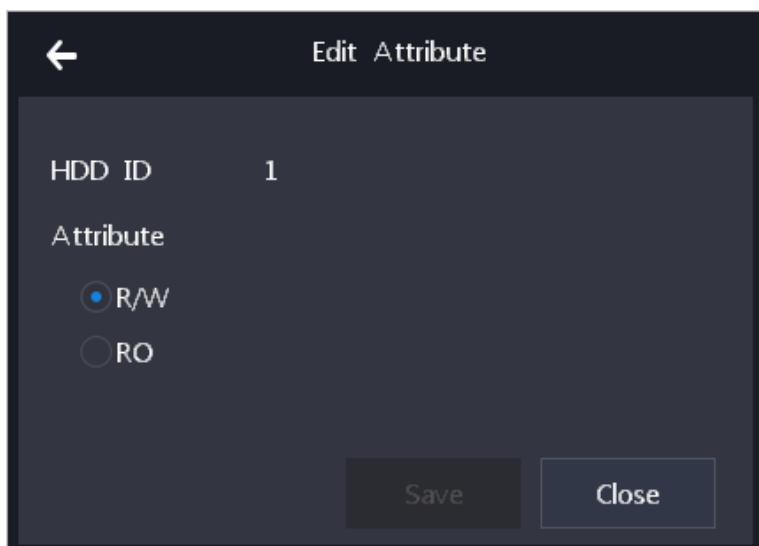 Edit Attribute
HDD ID 1
Attribute
R/W
RO
Save Close